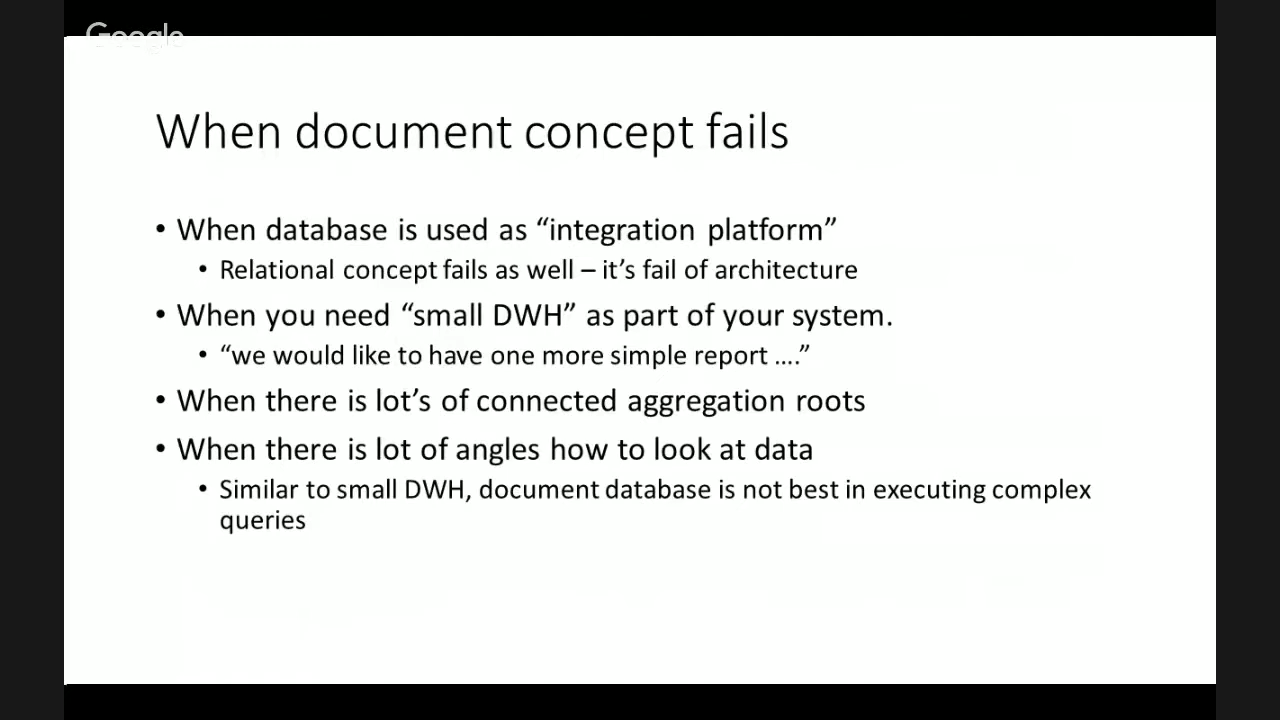 Google
When document concept fails
• When database is used as “integration platform”
• Relational concept fails as well – it’s fail of architecture
• When you need “small DWH” as part of your system.
• “we would like to have one more simple report ….”
• When there is lot’s of connected aggregation roots
• When there is lot of angles how to look at data
• Similar to small DWH, document database is not best in executing complex
queries